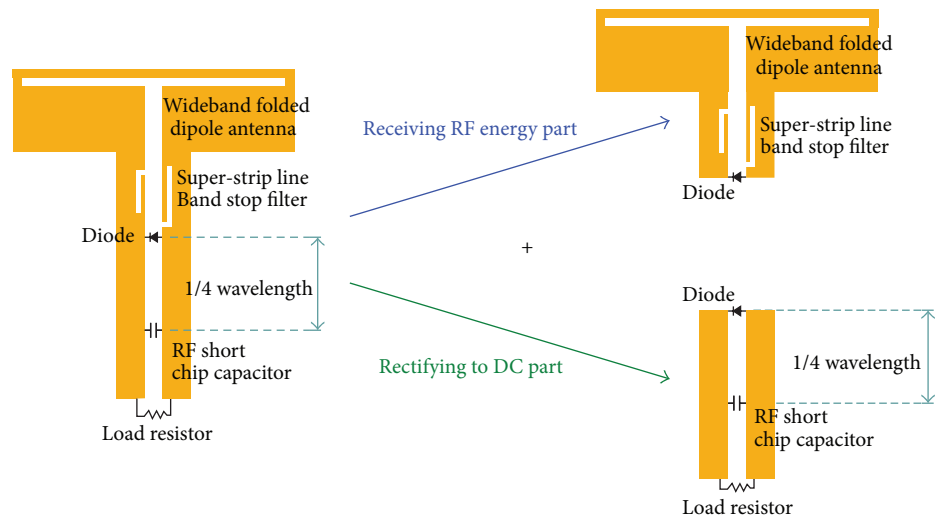 Wideband folded
dipole antenna
Super-strip line
Band stop filter
Diode
1/4 wavelength
RF short
chip capacitor
Load resistor
Receiving RF energy part
+
Rectifying to DC part
Wideband folded
dipole antenna
Super-strip line
band stop filter
Diode
Diode
1/4 wavelength
RF short
chip capacitor
Load resistor